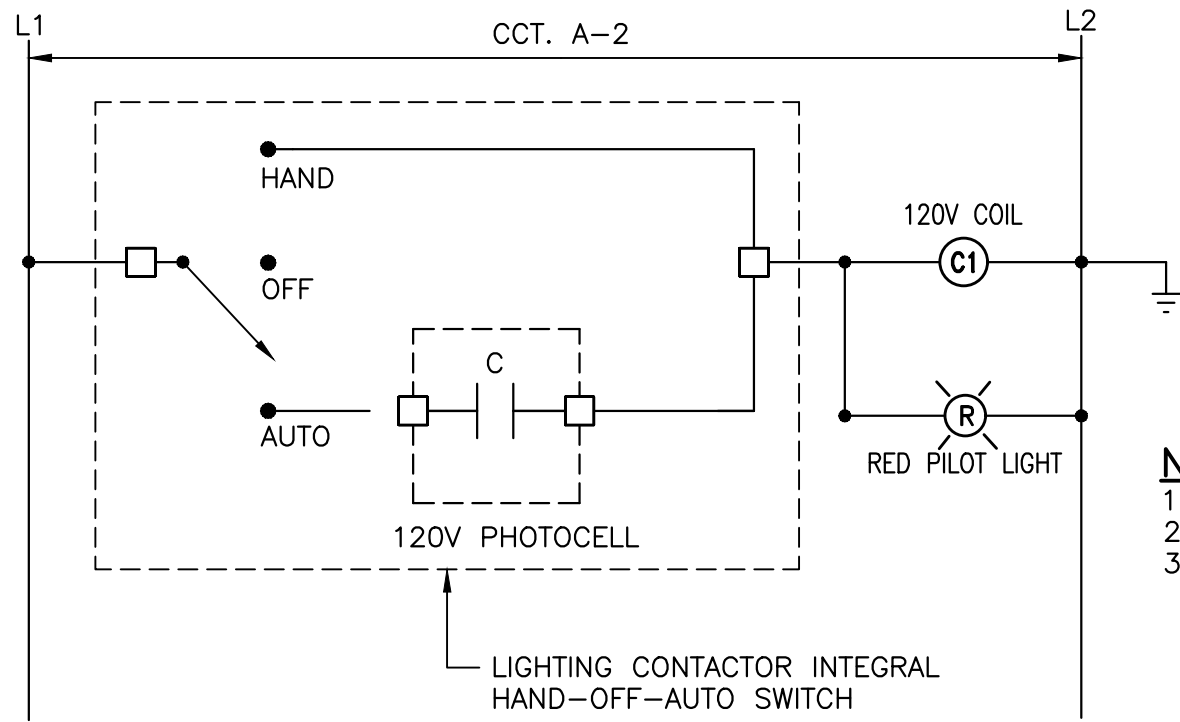 L1
L2
CCT. A-2
HAND
120V COIL
C1
OFF
C
AUTO
R
RED PILOT LIGHT
N
1
2
3
120V PHOTOCELL
LIGHTING CONTACTOR INTEGRAL
HAND-OFF-AUTO SWITCH